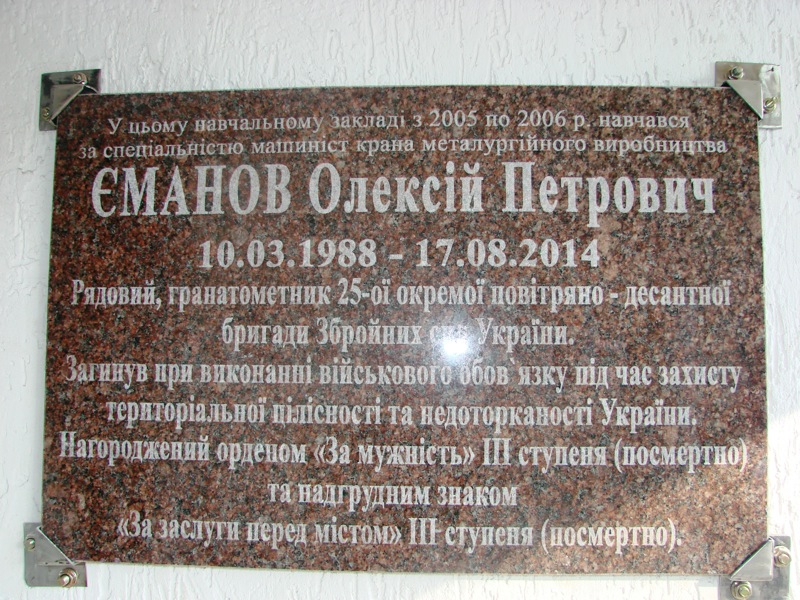 У цьому навчальному закладі з 2005 по 2006 р. навчався
за спеціальністю машиніст крана металургійного виробництва
ЄМАНОВ Олексій Петрович
10.03.1988 - 17.08.2014
Рядовий, гранатометник 25-ої окремої повітряно - десантної
бригади Збройних сил України.
Загинув при виконанні військового обов язку під час захисту
територіальної цілісності та недоторканості України.
Нагороджений орденом «За мужність» ІІІ ступеня (посмертно)
та надгрудним знаком
«За заслуги перед містом» ІІІ ступеня (посмертно).